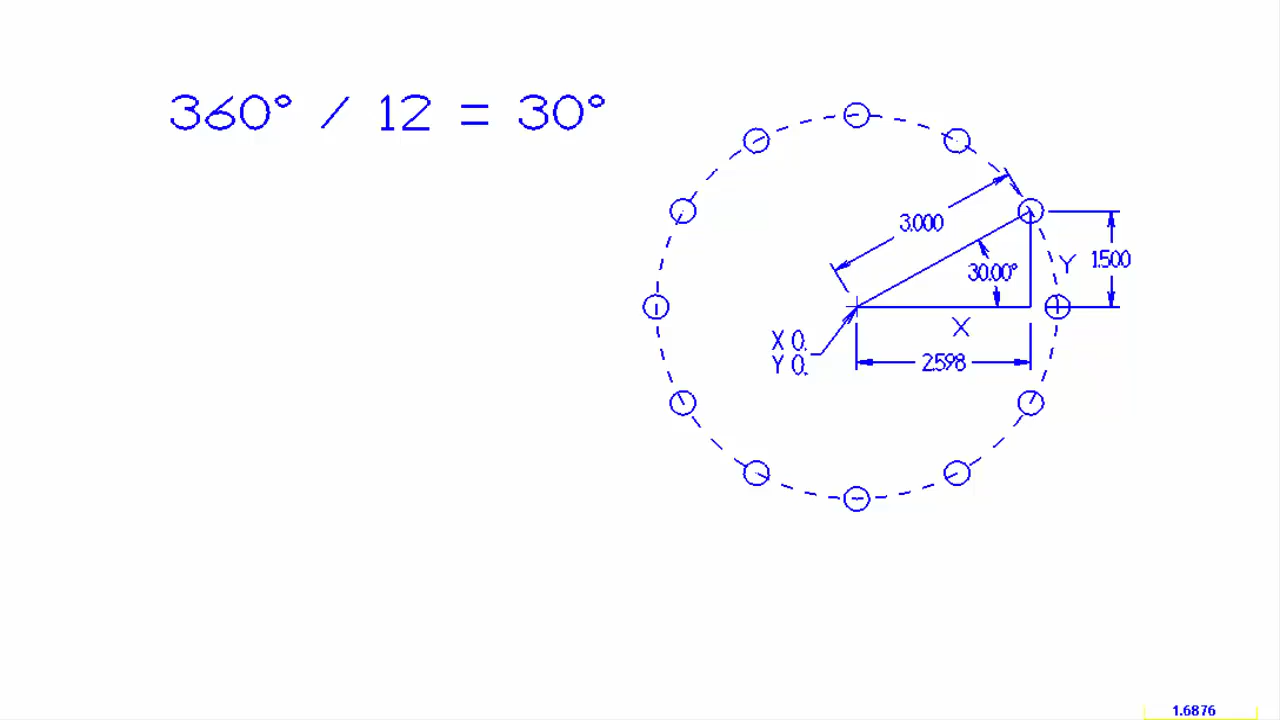 360° / 12 = 30°
3.000
30.00°
Y
1.500
X
X 0.
Y 0.
2.598
1.6876